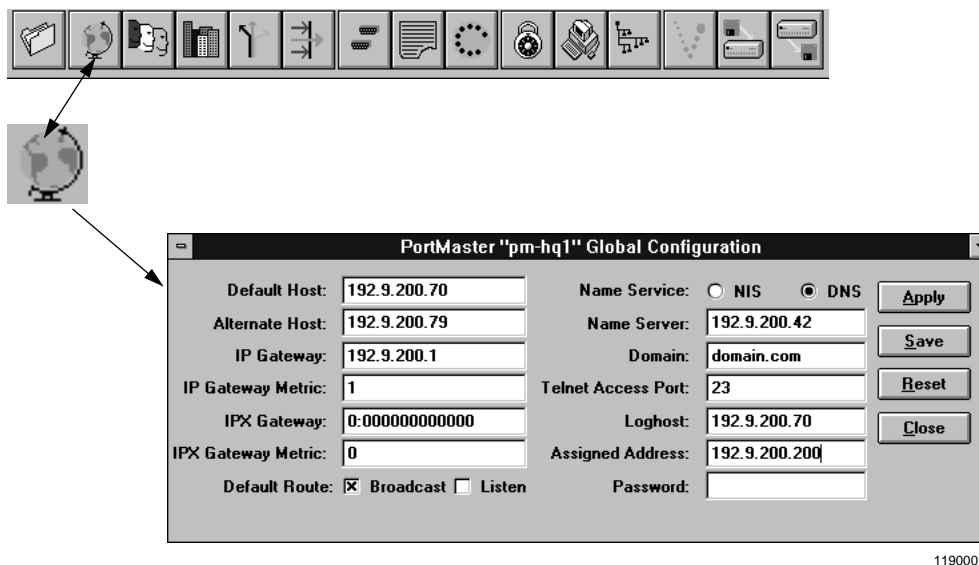 PortMaster "pm-hq1" Global Configuration
Default Host: 192.9.200.70 Name Service: NIS DNS Apply
Alternate Host: 192.9.200.79 Name Server: 192.9.200.42 Save
IP Gateway: 192.9.200.1 Domain: domain.com
IP Gateway Metric: 1 Telnet Access Port: 23 Reset
IPX Gateway: 0:000000000000 Loghost: 192.9.200.70 Close
IPX Gateway Metric: 0 Assigned Address: 192.9.200.200
Default Route: Broadcast Listen Password:
119000